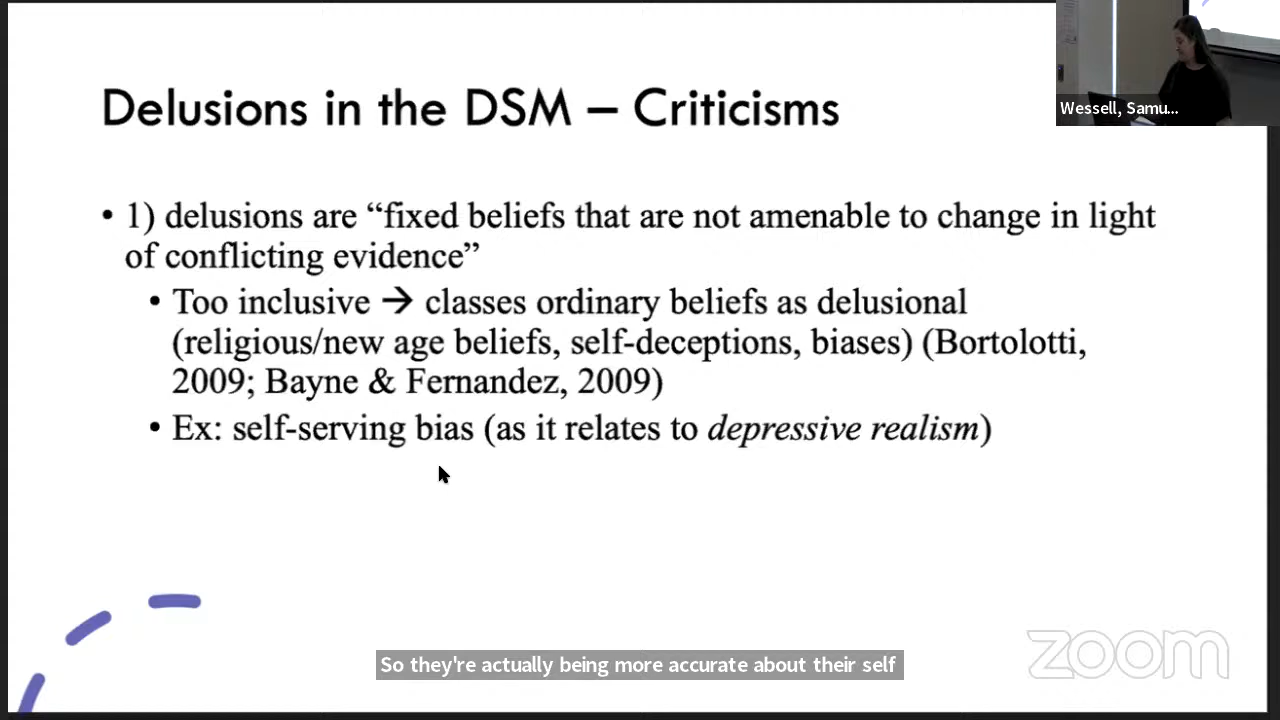 Delusions in the DSM – Criticisms
Wessell, Samu...
• 1) delusions are “fixed beliefs that are not amenable to change in light
of conflicting evidence”
• Too inclusive → classes ordinary beliefs as delusional
(religious/new age beliefs, self-deceptions, biases) (Bortolotti,
2009; Bayne & Fernandez, 2009)
• Ex: self-serving bias (as it relates to depressive realism)
So they're actually being more accurate about their self
zoom